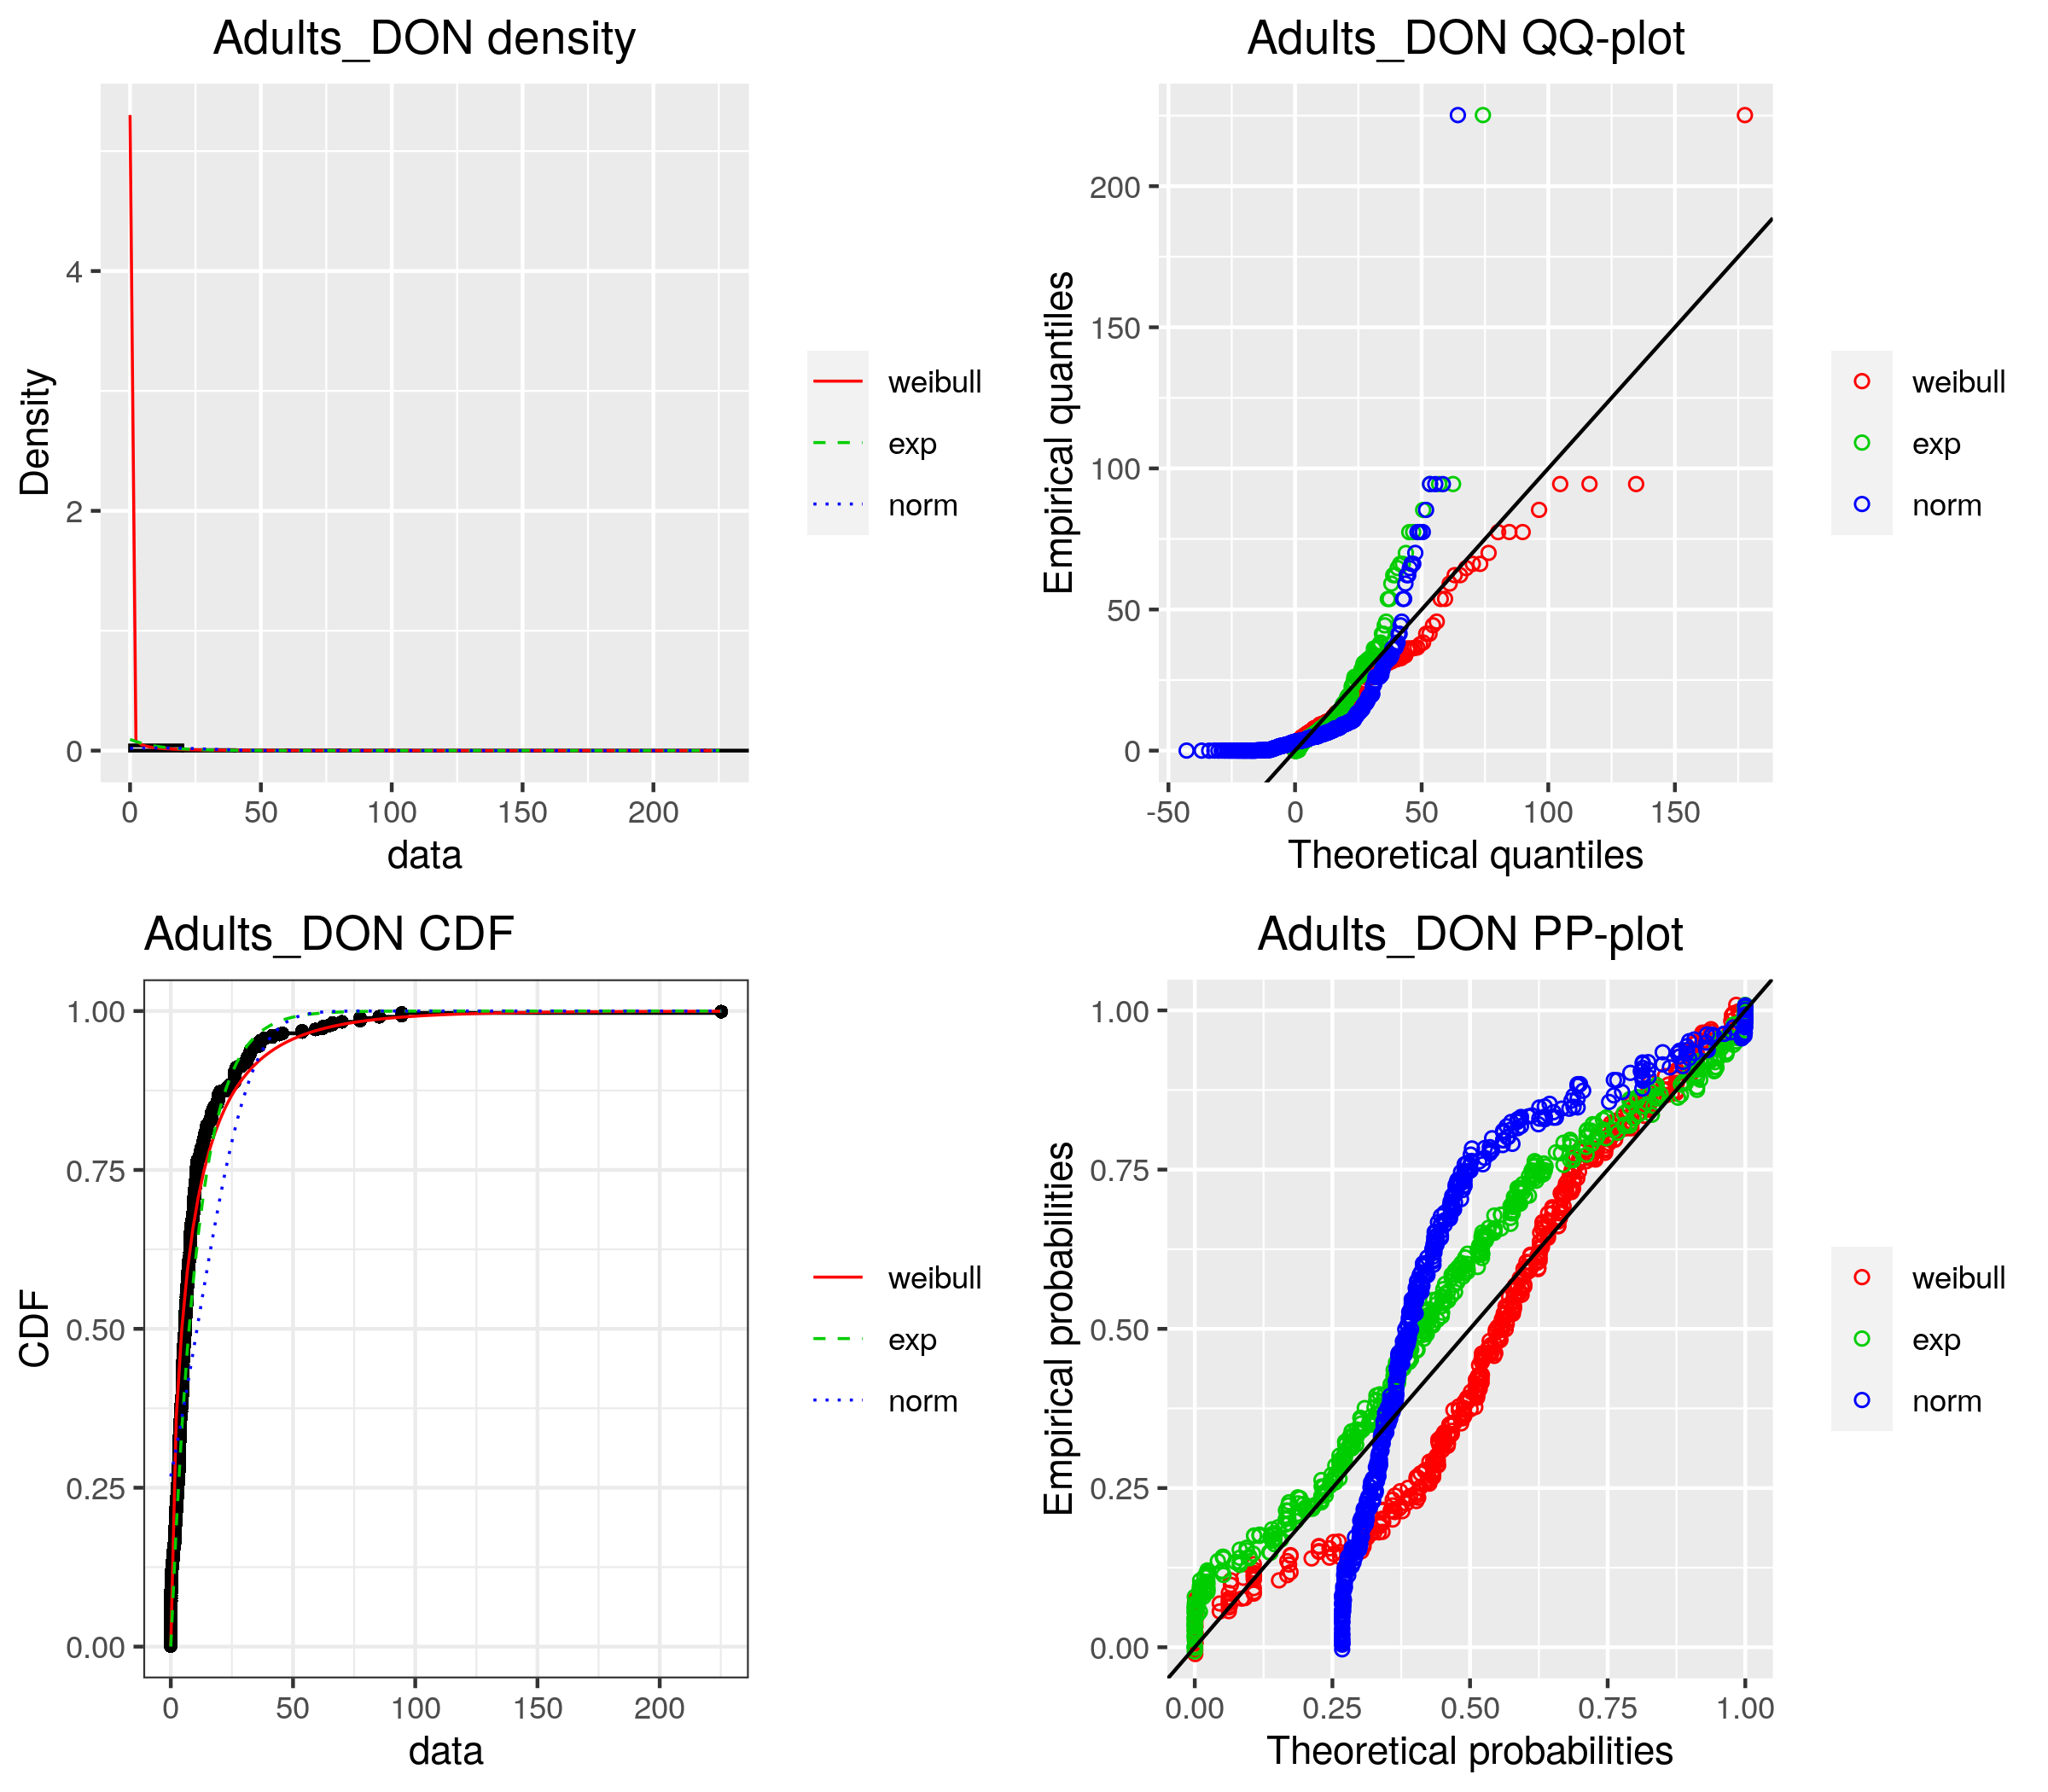 Adults_DON density
Density
4
2
0
0 50 100 150 200
data
weibull
exp
norm
Adults_DON QQ-plot
Empirical quantiles
200
150
100
50
0
-50 0 50 100 150
Theoretical quantiles
weibull
exp
norm
Adults_DON CDF
CDF
1.00
0.75
0.50
0.25
0.00
0 50 100 150 200
data
weibull
exp
norm
Adults_DON PP-plot
Empirical probabilities
1.00
0.75
0.50
0.25
0.00
0.00 0.25 0.50 0.75 1.00
Theoretical probabilities
weibull
exp
norm